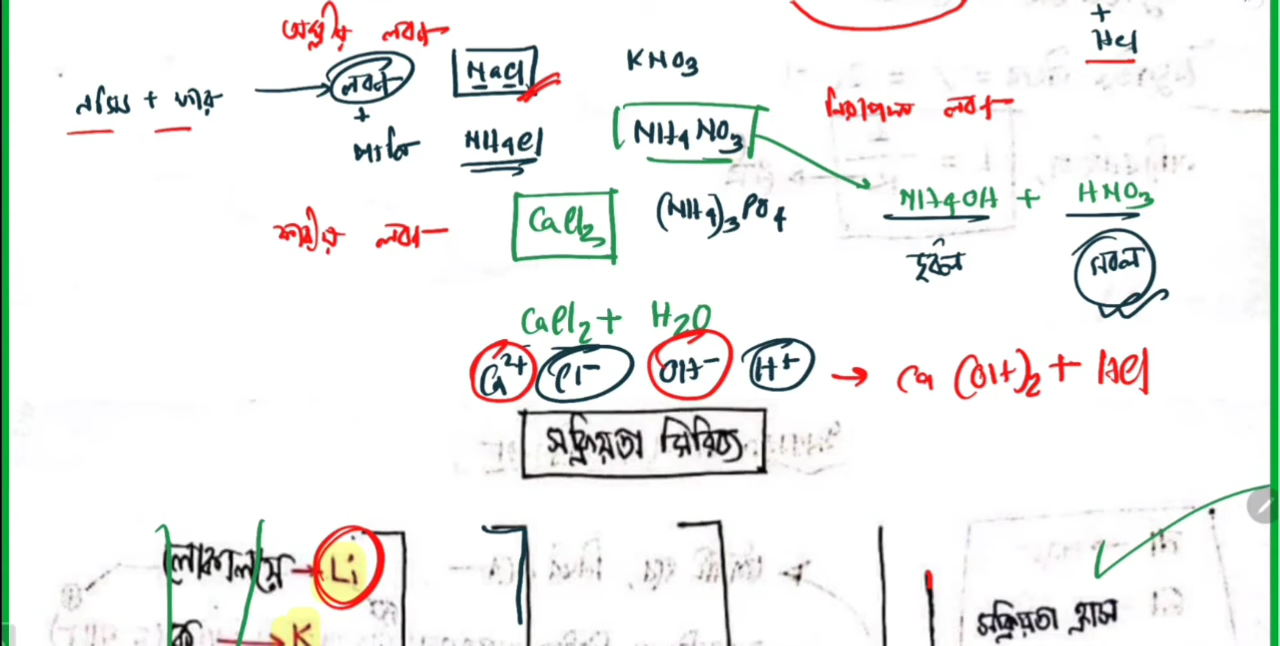 অম্লীয় লবণ
+
HCl
এসিড + ক্ষার → লবণ NaCl KNO3
+
পানি NH4Cl NH4NO3 নিরপেক্ষ লবণ
ক্ষারীয় লবণ CaCl2 (NH4)3PO4 NH4OH + HNO3
দুর্বল সবল
CaCl2 + H2O
Ca2+ Cl- OH- H+ → Ca(OH)2 + HCl
সক্রিয়তা সিরিজ
লোকালয়ে → Li
ক → K
সক্রিয়তা হ্রাস